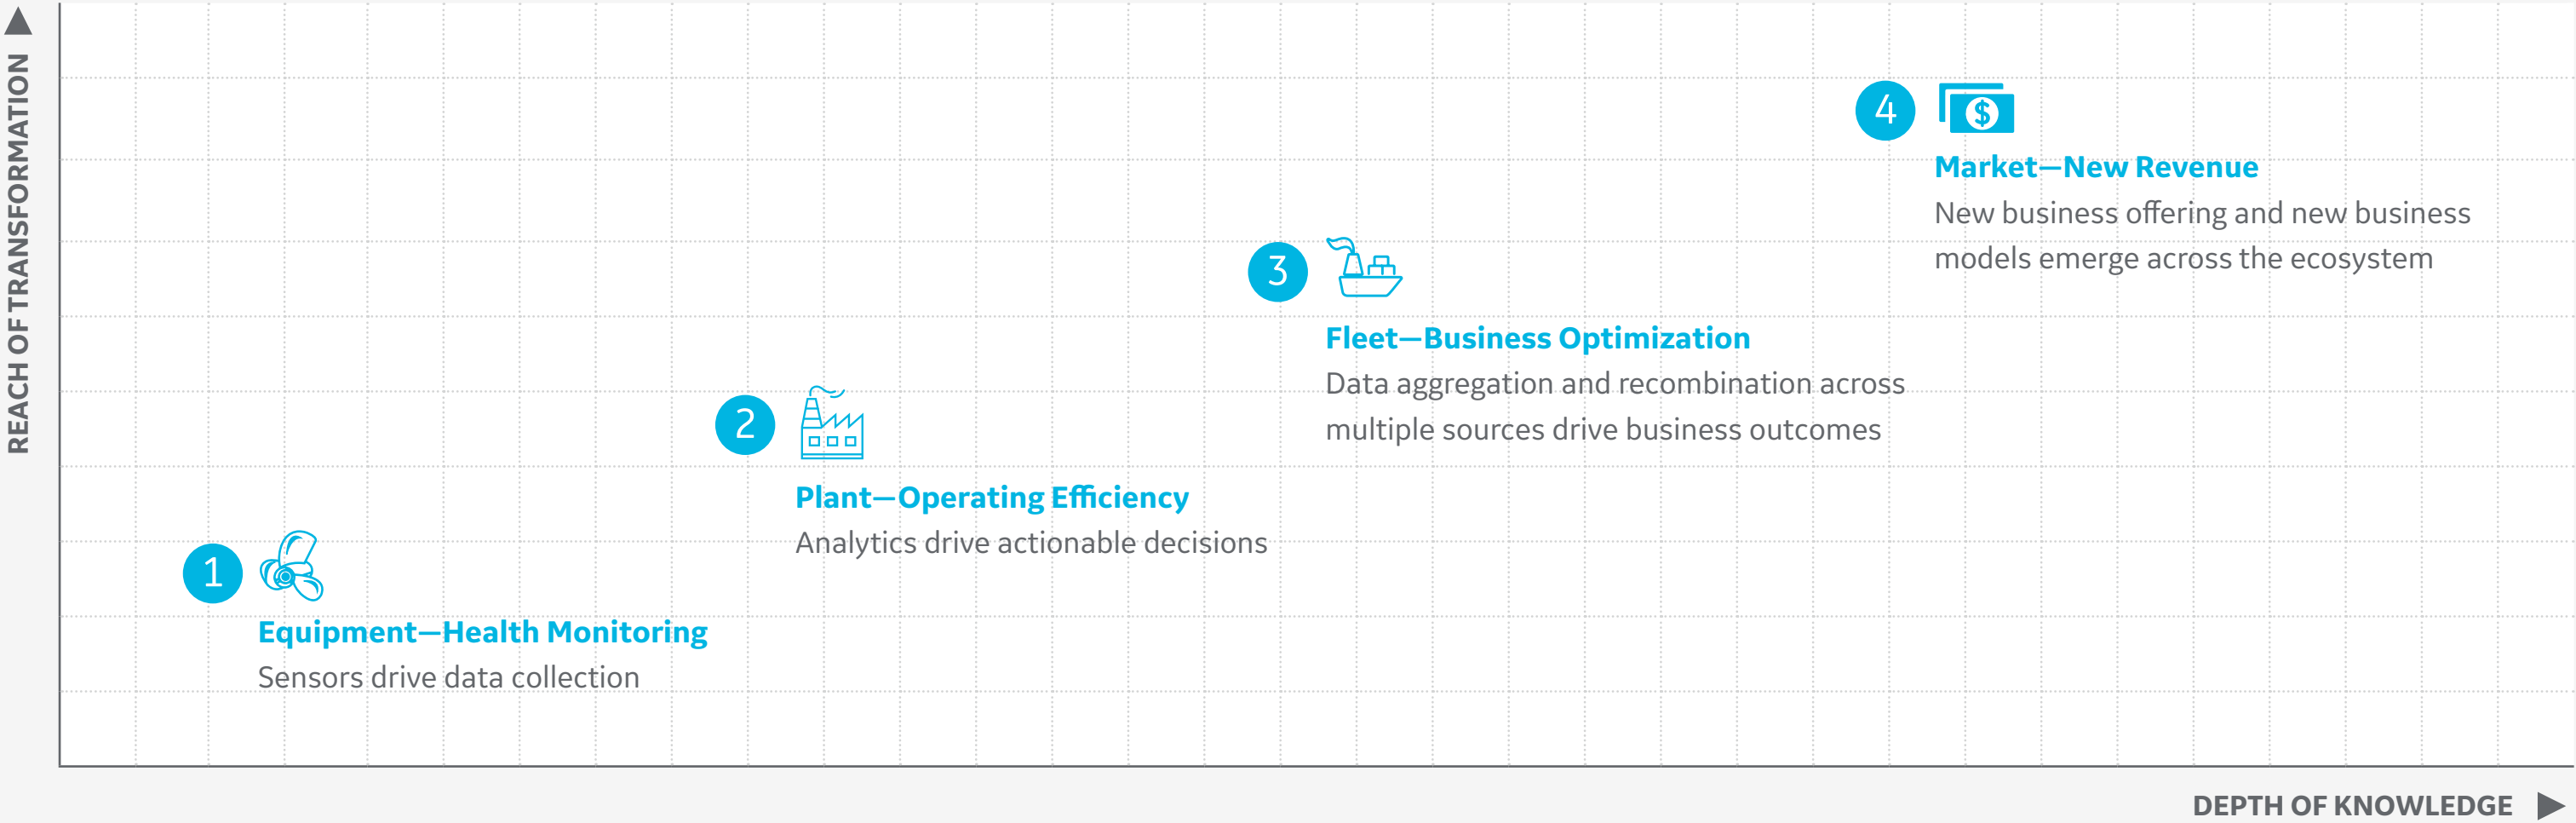 REACH OF TRANSFORMATION
4
$
Market—New Revenue
New business offering and new business
models emerge across the ecosystem
3
Fleet—Business Optimization
Data aggregation and recombination across
multiple sources drive business outcomes
2
Plant—Operating Efficiency
Analytics drive actionable decisions
1
Equipment—Health Monitoring
Sensors drive data collection
DEPTH OF KNOWLEDGE